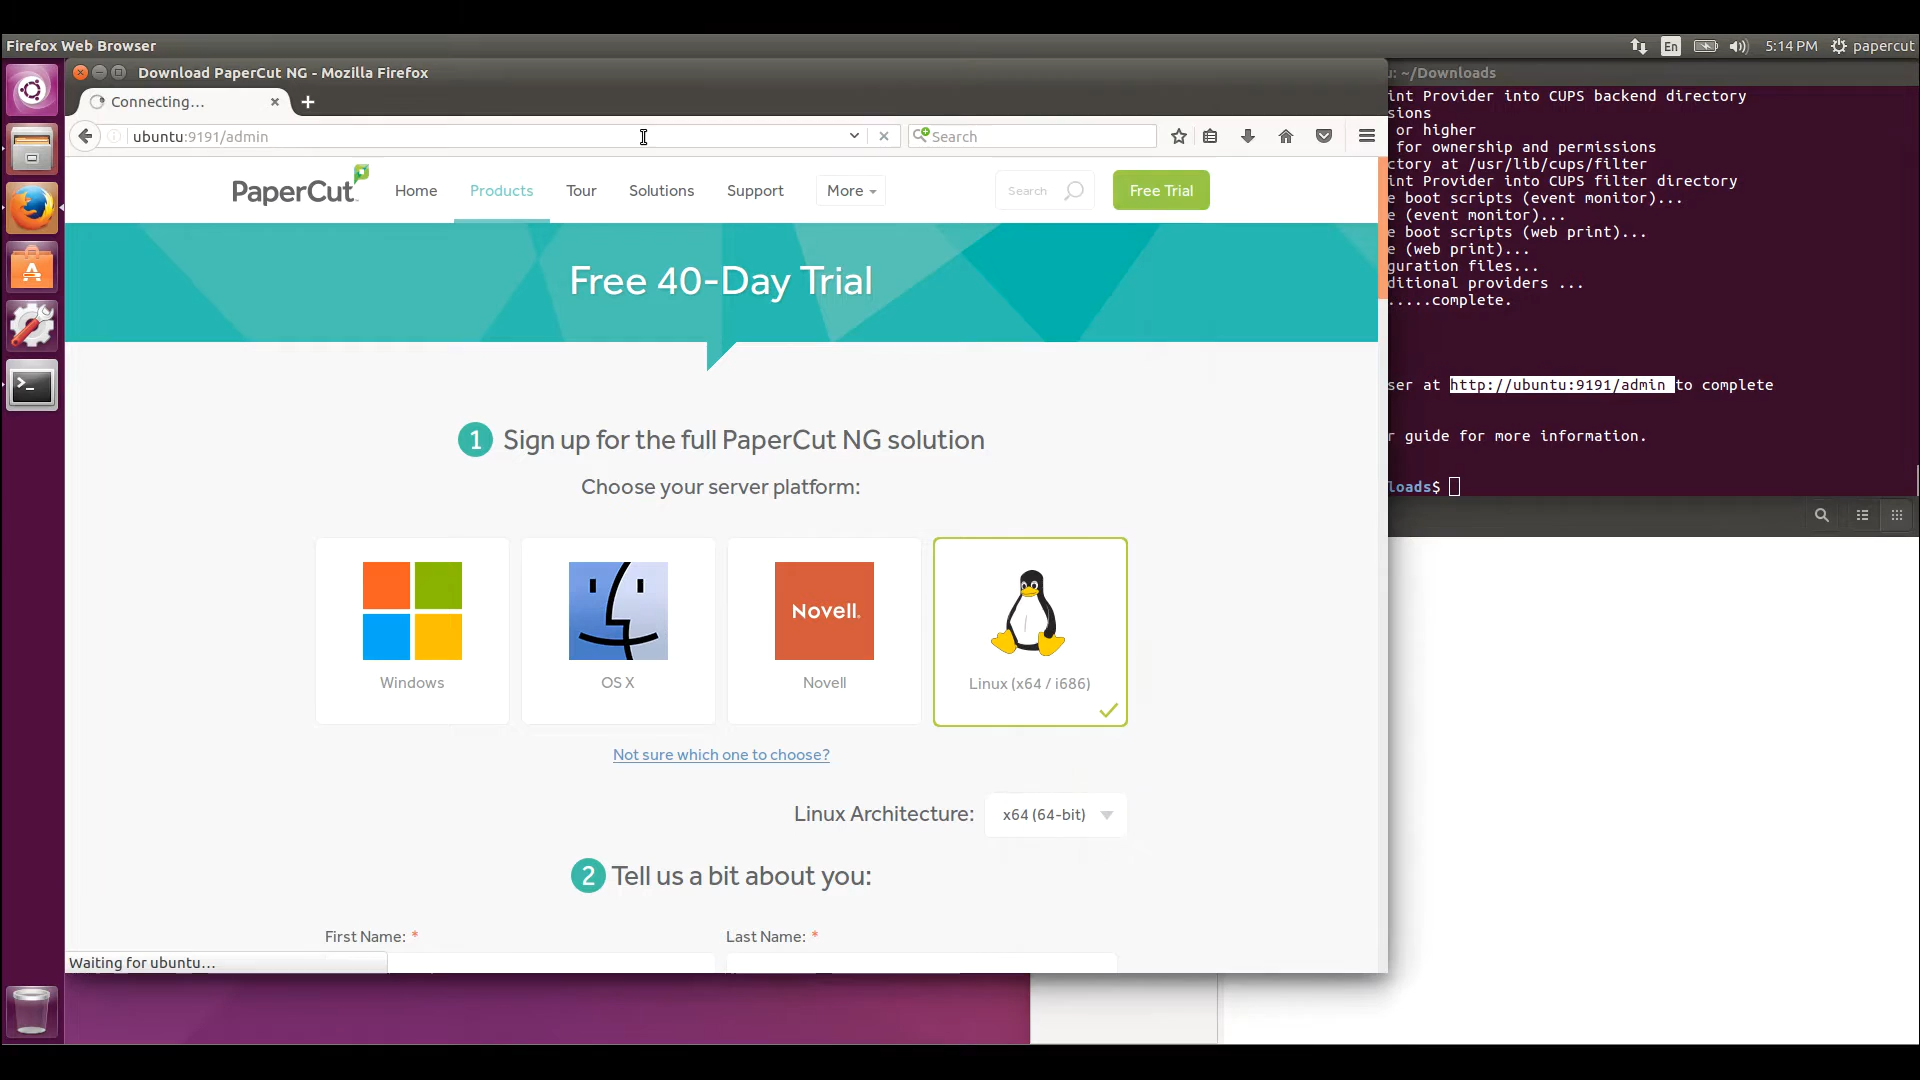 Firefox Web Browser
En
5:14 PM
papercut
Download PaperCut NG - Mozilla Firefox
Connecting…
ubuntu:9191/admin
Search
PaperCut
Home
Products
Tour
Solutions
Support
More
Search
Free Trial
Free 40-Day Trial
1 Sign up for the full PaperCut NG solution
Choose your server platform:
Windows
OS X
Novell.
Novell
Linux (x64 / i686)
Not sure which one to choose?
Linux Architecture:
x64 (64-bit)
2 Tell us a bit about you:
First Name: *
Last Name: *
Waiting for ubuntu…
: ~/Downloads
int Provider into CUPS backend directory
sions
or higher
for ownership and permissions
ctory at /usr/lib/cups/filter
int Provider into CUPS filter directory
e boot scripts (event monitor)...
e (event monitor)...
e boot scripts (web print)...
e (web print)...
guration files...
ditional providers ...
.....complete.
ser at http://ubuntu:9191/admin to complete
r guide for more information.
loads$